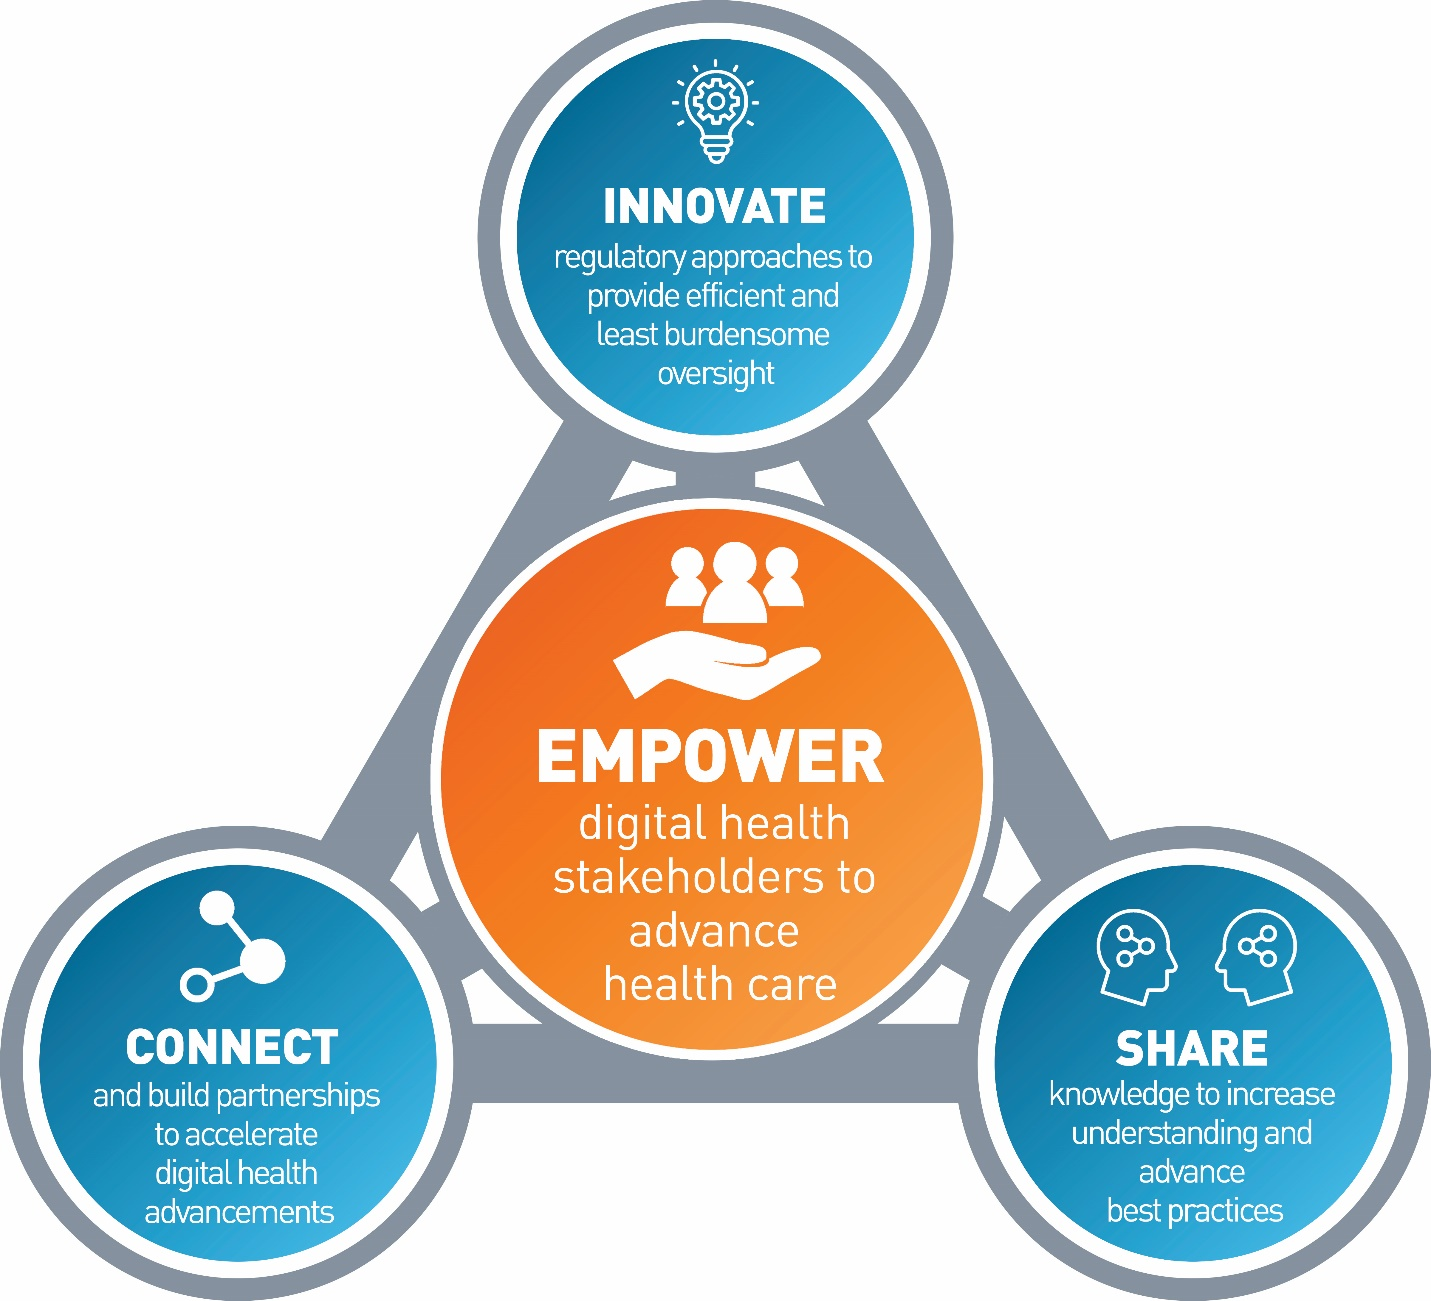 INNOVATE
regulatory approaches to
provide efficient and
least burdensome
oversight
EMPOWER
digital health
stakeholders to
advance
health care
CONNECT
and build partnerships
to accelerate
digital health
advancements
SHARE
knowledge to increase
understanding and
advance
best practices